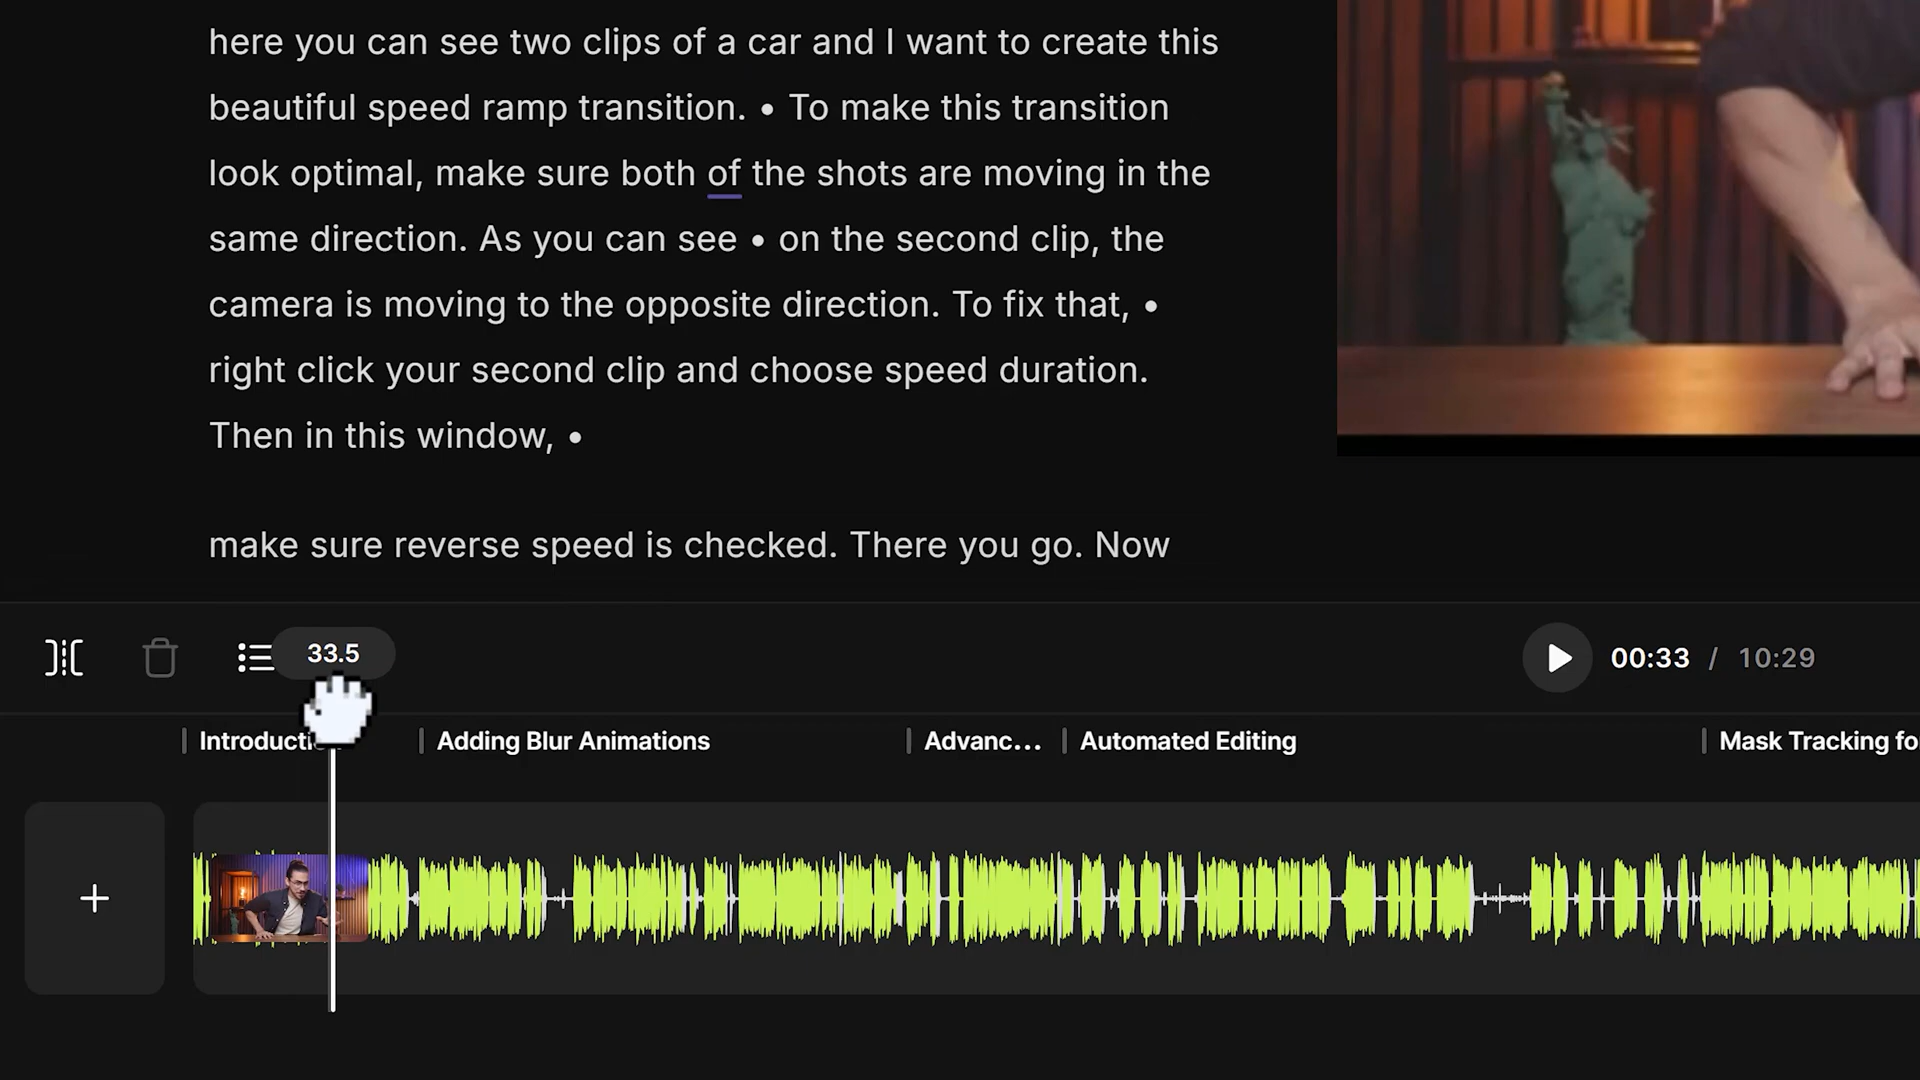 here you can see two clips of a car and I want to create this
beautiful speed ramp transition. • To make this transition
look optimal, make sure both of the shots are moving in the
same direction. As you can see • on the second clip, the
camera is moving to the opposite direction. To fix that, •
right click your second clip and choose speed duration.
Then in this window, •
make sure reverse speed is checked. There you go. Now
33.5
00:33 / 10:29
Introducti
Adding Blur Animations
Advanc...
Automated Editing
Mask Tracking fo